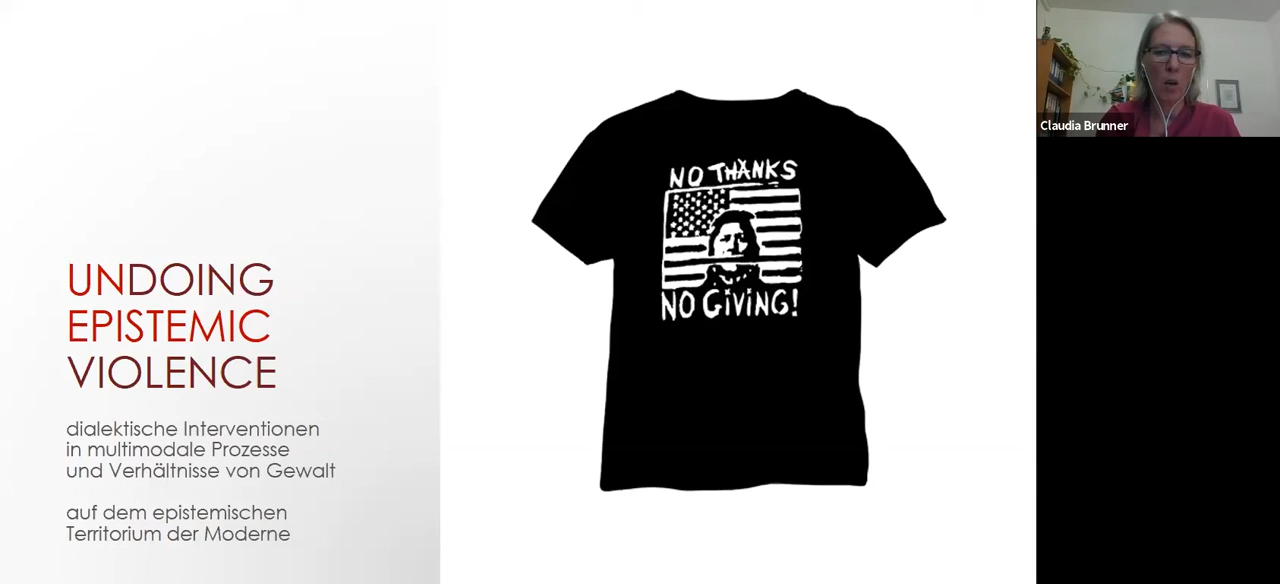 UNDOING
EPISTEMIC
VIOLENCE
dialektische Interventionen
in multimodale Prozesse
und Verhältnisse von Gewalt
auf dem epistemischen
Territorium der Moderne
NO THANKS
NO GiViNG!
Claudia Brunner